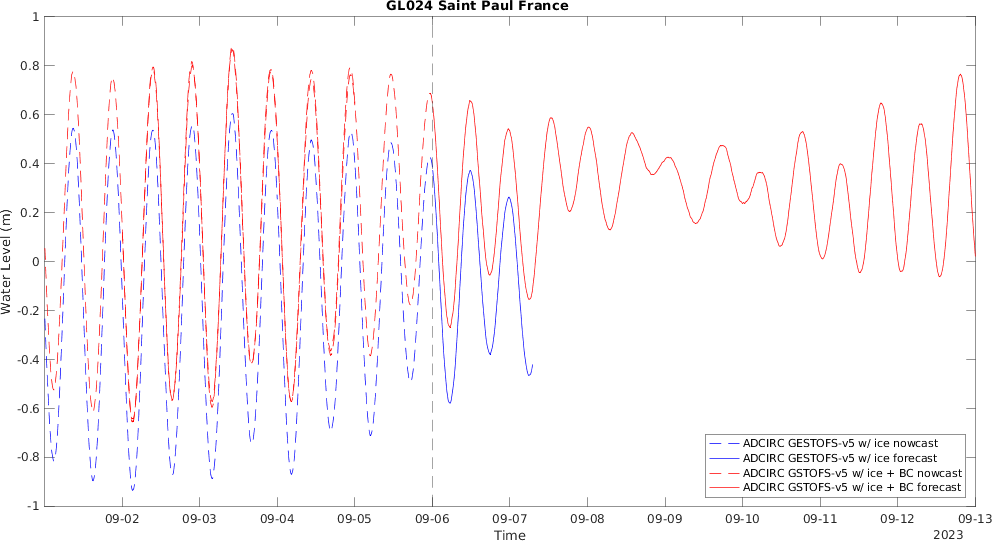 GL024 Saint Paul France
1
0.8
0.6
0.4
0.2
0
-0.2
-0.4
-0.6
-0.8
-1
Water Level (m)
ADCIRC GESTOFS-v5 w/ ice nowcast
ADCIRC GESTOFS-v5 w/ ice forecast
ADCIRC GSTOFS-v5 w/ ice + BC nowcast
ADCIRC GSTOFS-v5 w/ ice + BC forecast
09-02 09-03 09-04 09-05 09-06 09-07 09-08 09-09 09-10 09-11 09-12 09-13
Time
2023